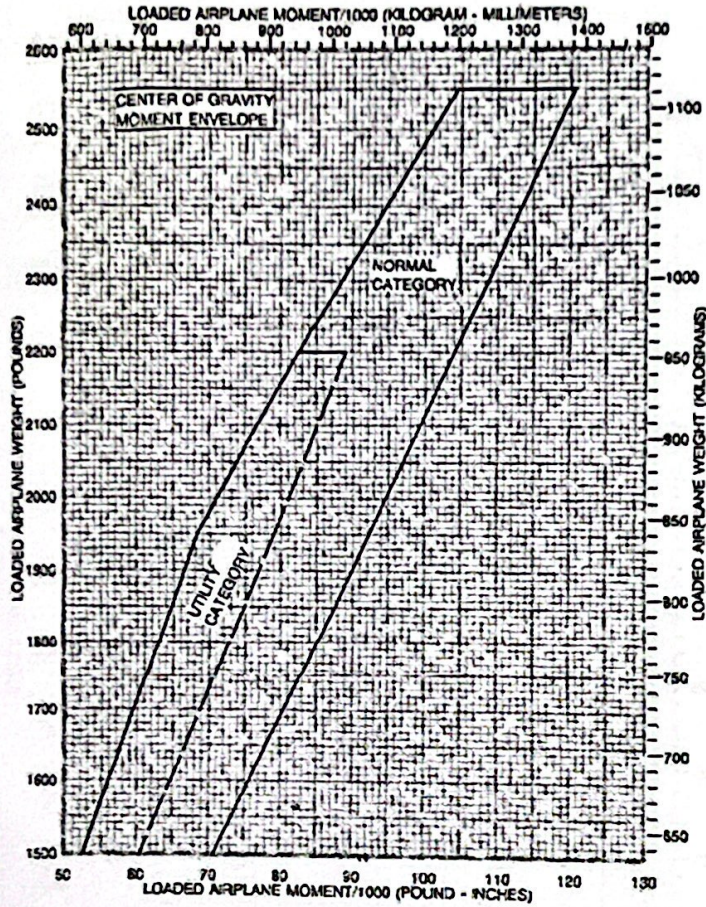 LOADED AIRPLANE MOMENT/1000 (KILOGRAM - MILLIMETERS)
600 700 800 900 1000 1100 1200 1300 1400 1500
CENTER OF GRAVITY
MOMENT ENVELOPE
NORMAL
CATEGORY
UTILITY
CATEGORY
LOADED AIRPLANE WEIGHT (POUNDS)
2600
2500
2400
2300
2200
2100
2000
1900
1800
1700
1600
1500
LOADED AIRPLANE WEIGHT (KILOGRAMS)
1100
1050
1000
950
900
850
800
750
700
650
50 60 70 80 90 100 110 120 130
LOADED AIRPLANE MOMENT/1000 (POUND - INCHES)